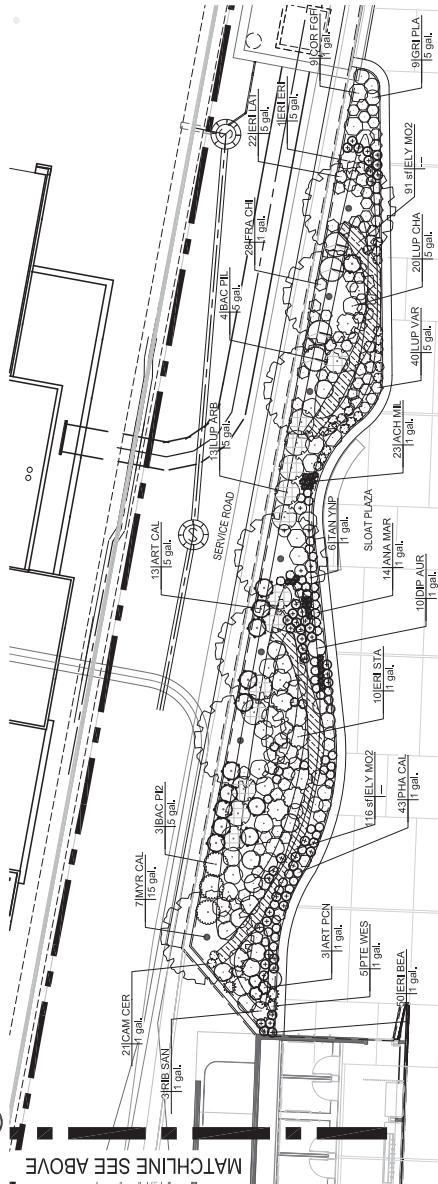 MATCHLINE SEE ABOVE
21 CAM CER
1 gal.
7 MYR CAL
15 gal.
3 BAC PI2
5 gal.
13 ART CAL
5 gal.
13 LUP ARB
5 gal.
4 BAC PIL
5 gal.
28 FRA CHI
1 gal.
22 ERI LAT
5 gal.
1 ERI ERI
5 gal.
9 COR FGF
1 gal.
SERVICE ROAD
S
S
3 RIB SAN
1 gal.
50 ERI BEA
1 gal.
5 PTE WES
1 gal.
3 ART PCN
1 gal.
43 PHA CAL
1 gal.
116 sf ELY MO2
--
10 ERI STA
1 gal.
10 DIP AUR
1 gal.
14 ANA MAR
1 gal.
6 TAN YNP
1 gal.
SLOAT PLAZA
23 ACH MIL
1 gal.
40 LUP VAR
5 gal.
20 LUP CHA
5 gal.
91 sf ELY MO2
--
9 GRI PLA
5 gal.